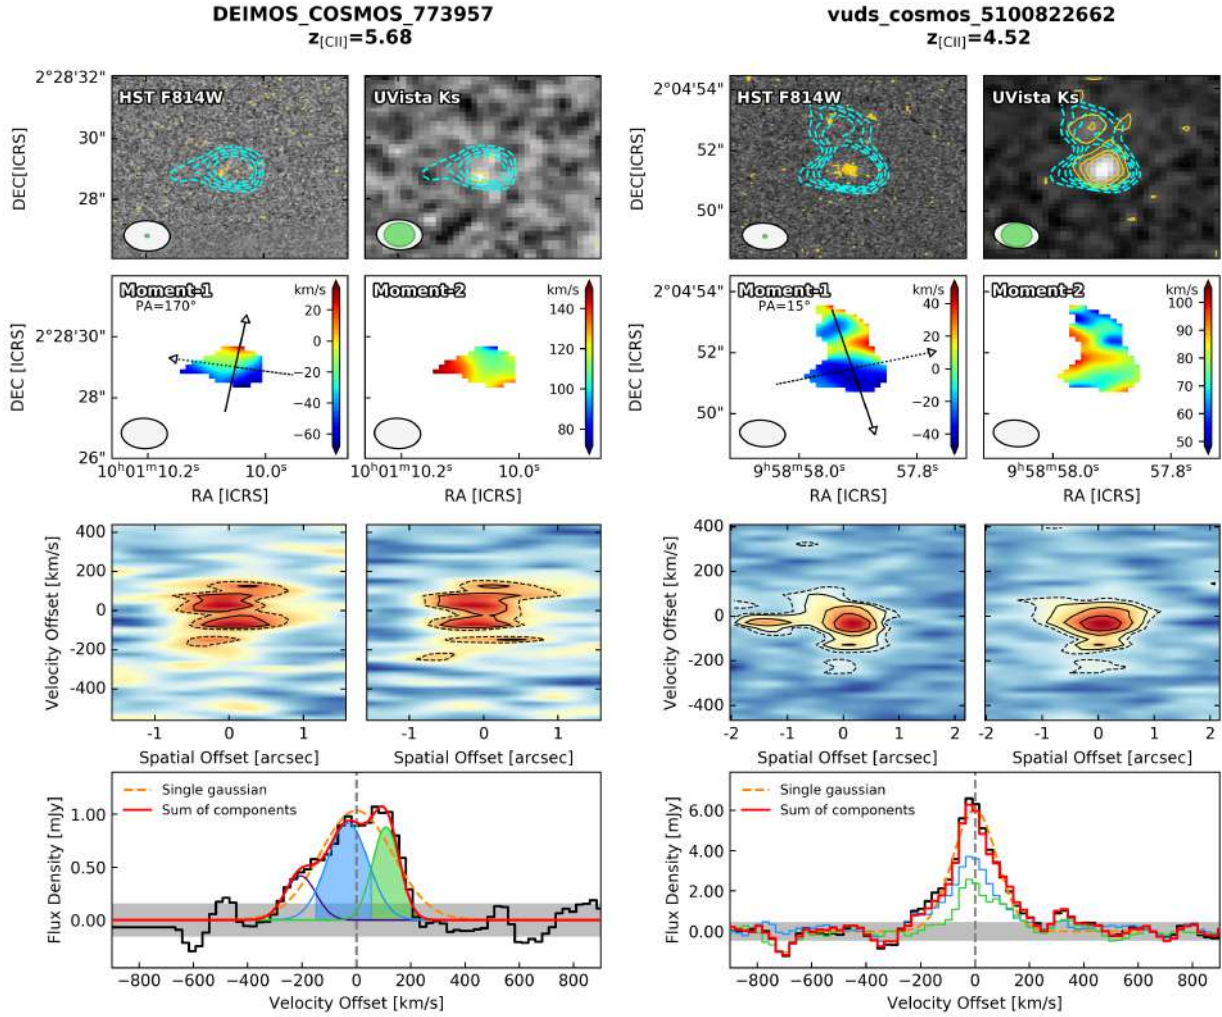 DEIMOS_COSMOS_773957
z[CII]=5.68
2°28'32"
30"
28"
DEC[ICRS]
HST F814W
UVista Ks
Moment-1
PA=170°
km/s
20
0
−20
−40
−60
Moment-2
km/s
140
120
100
80
2°28'30"
28"
26"
DEC [ICRS]
10h01m10.2s
10.0s
10h01m10.2s
10.0s
RA [ICRS]
RA [ICRS]
400
200
0
-200
-400
Velocity Offset [km/s]
-1
0
1
-1
0
1
Spatial Offset [arcsec]
Spatial Offset [arcsec]
Single gaussian
Sum of components
1.00
0.50
0.00
Flux Density [mJy]
−800 −600 −400 −200 0 200 400 600 800
Velocity Offset [km/s]
vuds_cosmos_5100822662
z[CII]=4.52
2°04'54"
52"
50"
DEC[ICRS]
HST F814W
UVista Ks
Moment-1
PA=15°
km/s
40
20
0
−20
−40
Moment-2
km/s
100
90
80
70
60
50
2°04'54"
52"
50"
DEC [ICRS]
9h58m58.0s
57.8s
9h58m58.0s
57.8s
RA [ICRS]
RA [ICRS]
400
200
0
-200
-400
Velocity Offset [km/s]
-2
-1
0
1
2
-2
-1
0
1
2
Spatial Offset [arcsec]
Spatial Offset [arcsec]
Single gaussian
Sum of components
6.00
4.00
2.00
0.00
Flux Density [mJy]
−800 −600 −400 −200 0 200 400 600 800
Velocity Offset [km/s]